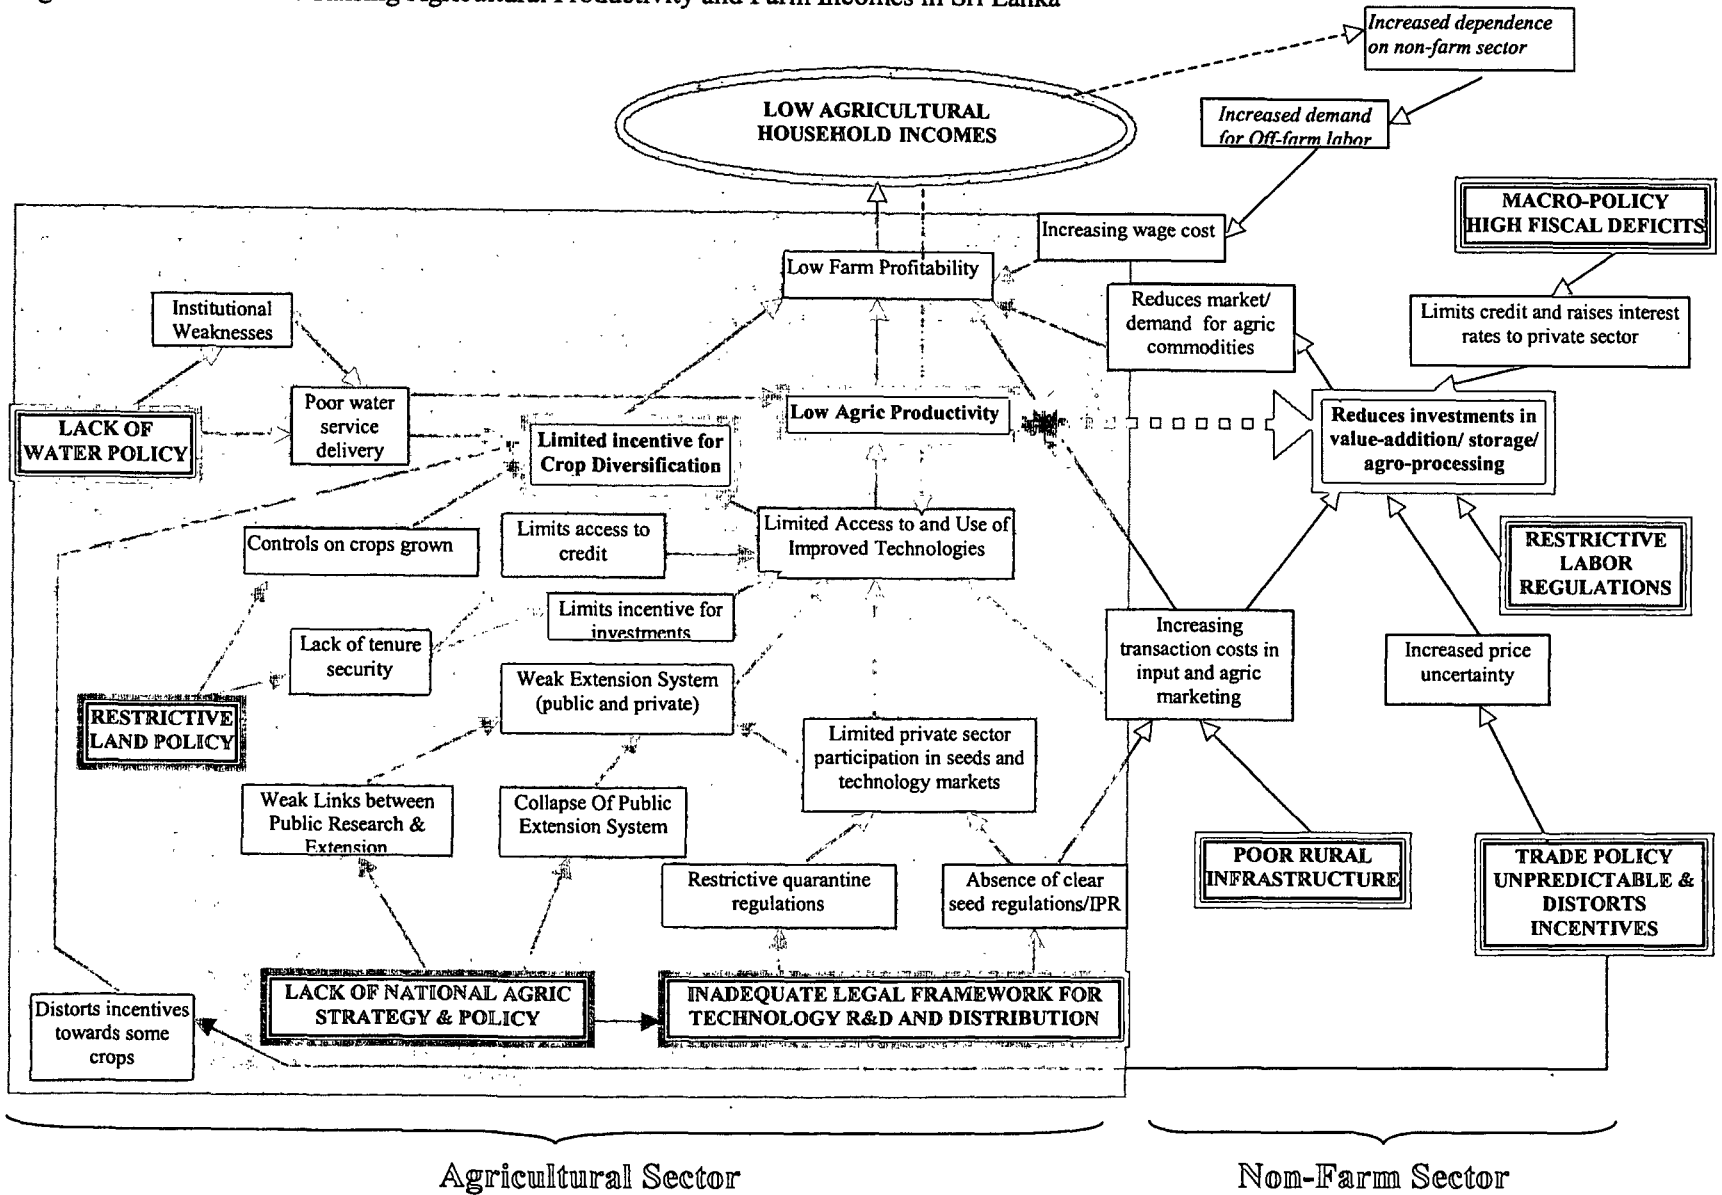 Agricultural Productivity and Farm Incomes in Sri Lanka
Increased dependence
on non-farm sector
LOW AGRICULTURAL
HOUSEHOLD INCOMES
Increased demand
for Off-farm labor
MACRO-POLICY
HIGH FISCAL DEFICITS
Increasing wage cost
Low Farm Profitability
Institutional
Weaknesses
Reduces market/
demand for agric
commodities
Limits credit and raises interest
rates to private sector
LACK OF
WATER POLICY
Poor water
service
delivery
Limited incentive for
Crop Diversification
Low Agric Productivity
Reduces investments in
value-addition/ storage/
agro-processing
Controls on crops grown
Limits access to
credit
Limited Access to and Use of
Improved Technologies
RESTRICTIVE
LABOR
REGULATIONS
Limits incentive for
investments
Lack of tenure
security
Increasing
transaction costs in
input and agric
marketing
Increased price
uncertainty
RESTRICTIVE
LAND POLICY
Weak Extension System
(public and private)
Limited private sector
participation in seeds and
technology markets
Weak Links between
Public Research &
Extension
Collapse Of Public
Extension System
Restrictive quarantine
regulations
Absence of clear
seed regulations/IPR
POOR RURAL
INFRASTRUCTURE
TRADE POLICY
UNPREDICTABLE &
DISTORTS
INCENTIVES
Distorts incentives
towards some
crops
LACK OF NATIONAL AGRIC
STRATEGY & POLICY
INADEQUATE LEGAL FRAMEWORK FOR
TECHNOLOGY R&D AND DISTRIBUTION
Agricultural Sector
Non-Farm Sector